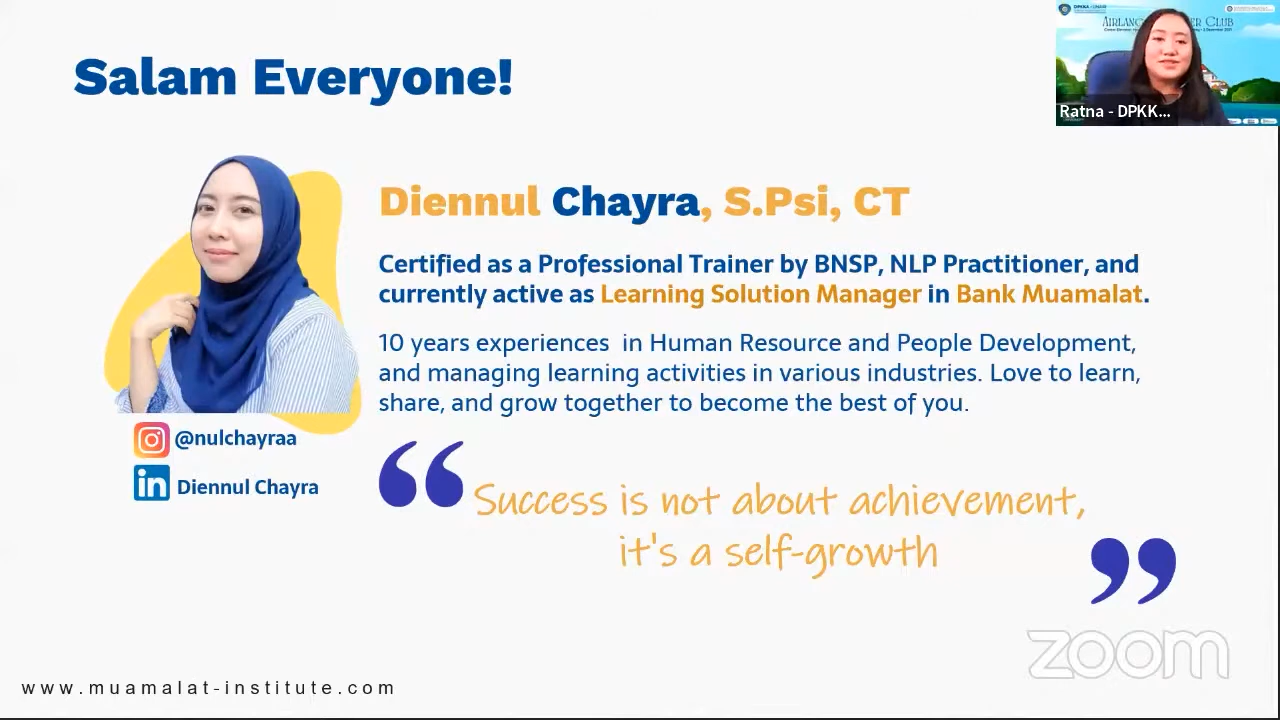 Salam Everyone!
Ratna - DPKK...
Diennul Chayra, S.Psi, CT
Certified as a Professional Trainer by BNSP, NLP Practitioner, and
currently active as Learning Solution Manager in Bank Muamalat.
10 years experiences in Human Resource and People Development,
and managing learning activities in various industries. Love to learn,
share, and grow together to become the best of you.
@nulchayraa
in Diennul Chayra
“Success is not about achievement,
it's a self-growth”
zoom
www.muamalat-institute.com